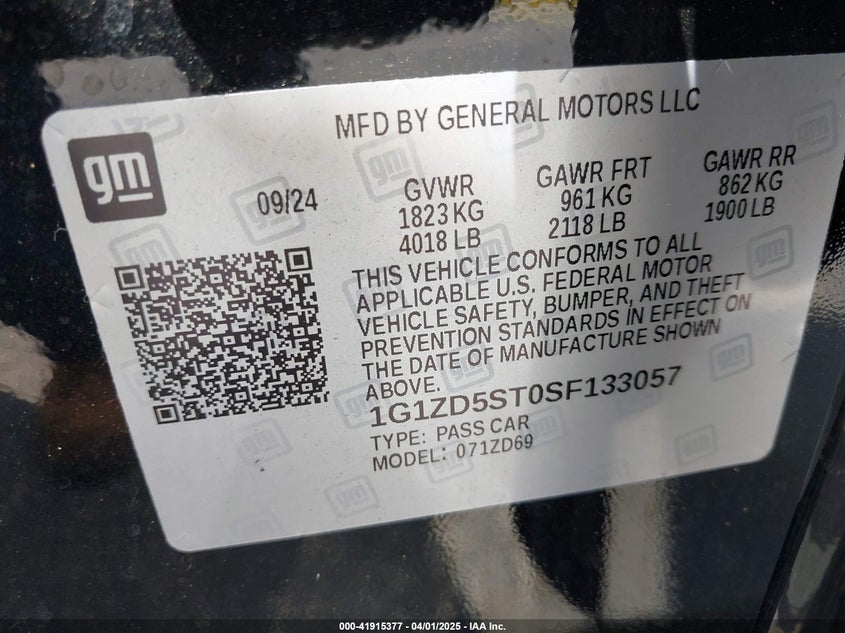 MFD BY GENERAL MOTORS LLC
gm
09/24
GVWR
1823 KG
4018 LB
GAWR FRT
961 KG
2118 LB
GAWR RR
862 KG
1900 LB
THIS VEHICLE CONFORMS TO ALL
APPLICABLE U.S. FEDERAL MOTOR
VEHICLE SAFETY, BUMPER, AND THEFT
PREVENTION STANDARDS IN EFFECT ON
THE DATE OF MANUFACTURE SHOWN
ABOVE.
1G1ZD5ST0SF133057
TYPE: PASS CAR
MODEL: 071ZD69
000-41915377 - 04/01/2025 - IAA Inc.